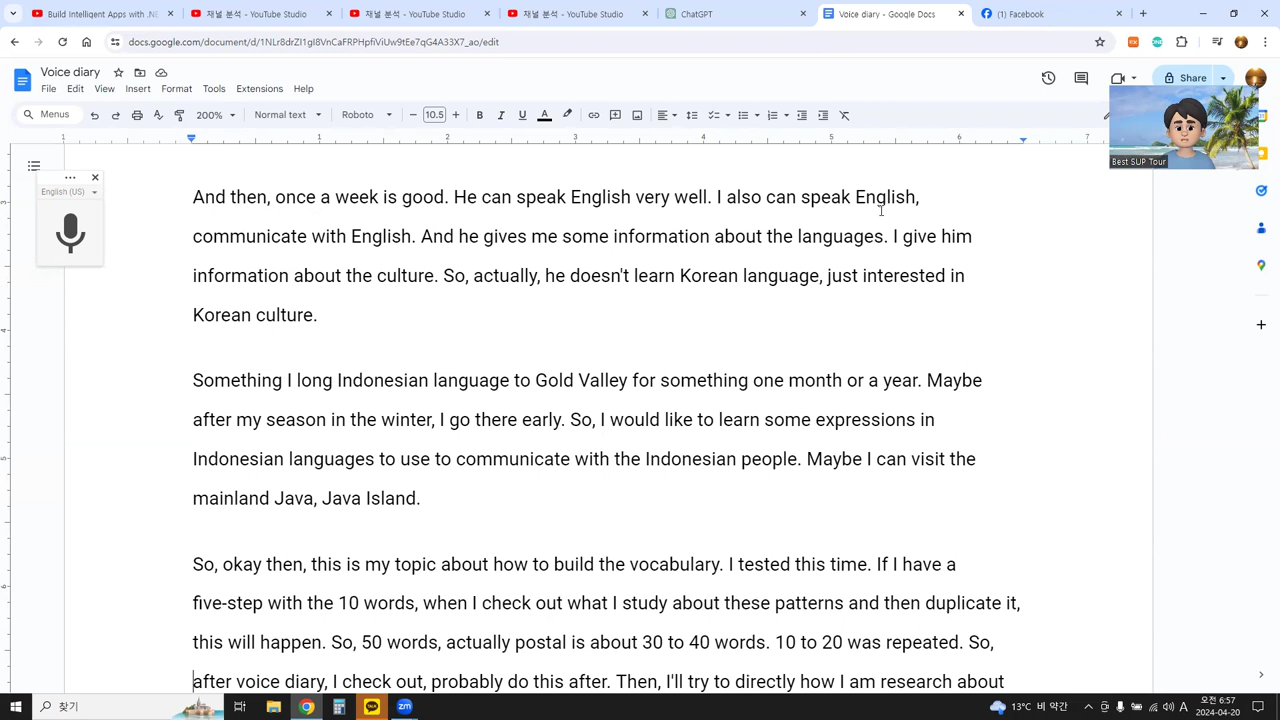 Build Intelligent Apps with .NE
채널 분석 - YouTube Studio
채널 분석 - YouTube Studio
채널 분석 - YouTube Studio
ChatGPT
Voice diary - Google Docs
(1) Facebook
docs.google.com/document/d/1NLr8drZI1gI8VnCaFRPHpfiViUw9tEe7qG4A33X7_ao/edit
Voice diary
File Edit View Insert Format Tools Extensions Help
Share
Menus
200%
Normal text
Roboto
10.5
1 1 2 3 4 5 6 7
Best SUP Tour
English (US)
And then, once a week is good. He can speak English very well. I also can speak English,
communicate with English. And he gives me some information about the languages. I give him
information about the culture. So, actually, he doesn't learn Korean language, just interested in
Korean culture.
Something I long Indonesian language to Gold Valley for something one month or a year. Maybe
after my season in the winter, I go there early. So, I would like to learn some expressions in
Indonesian languages to use to communicate with the Indonesian people. Maybe I can visit the
mainland Java, Java Island.
So, okay then, this is my topic about how to build the vocabulary. I tested this time. If I have a
five-step with the 10 words, when I check out what I study about these patterns and then duplicate it,
this will happen. So, 50 words, actually postal is about 30 to 40 words. 10 to 20 was repeated. So,
after voice diary, I check out, probably do this after. Then, I'll try to directly how I am research about
찾기
13°C 비 약간
A
오전 6:57
2024-04-20